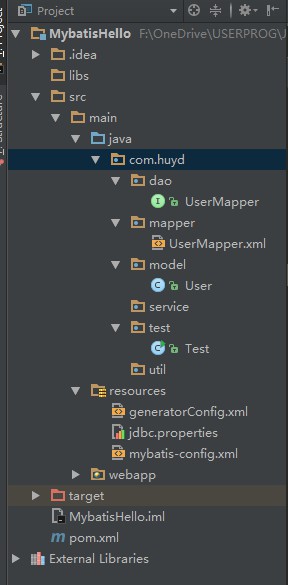 Project
MybatisHello F:\OneDrive\USERPROG\J
.idea
libs
src
main
java
com.huyd
dao
UserMapper
mapper
UserMapper.xml
model
User
service
test
Test
util
resources
generatorConfig.xml
jdbc.properties
mybatis-config.xml
webapp
target
MybatisHello.iml
pom.xml
External Libraries